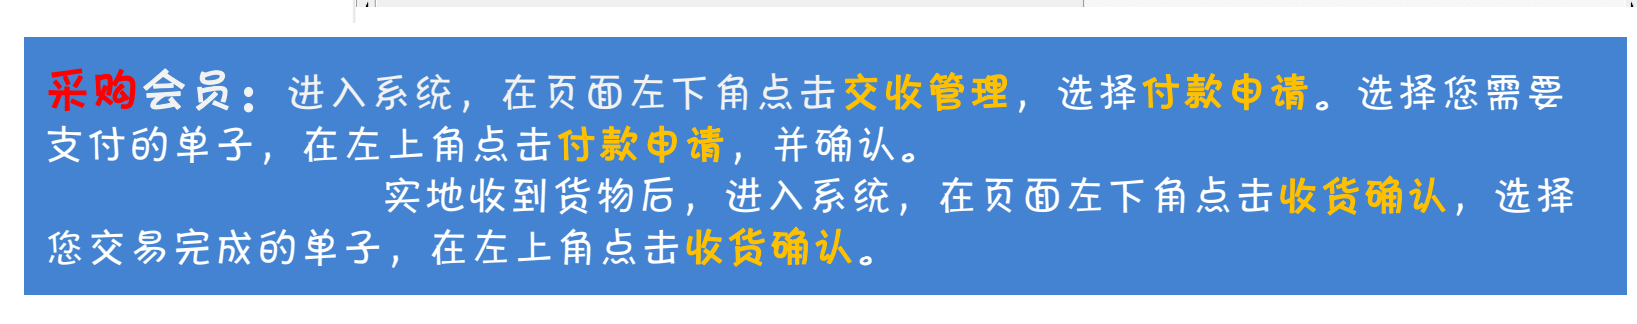 采购会员：进入系统，在页面左下角点击交收管理，选择付款申请。选择您需要
支付的单子，在左上角点击付款申请，并确认。
实地收到货物后，进入系统，在页面左下角点击收货确认，选择
您交易完成的单子，在左上角点击收货确认。